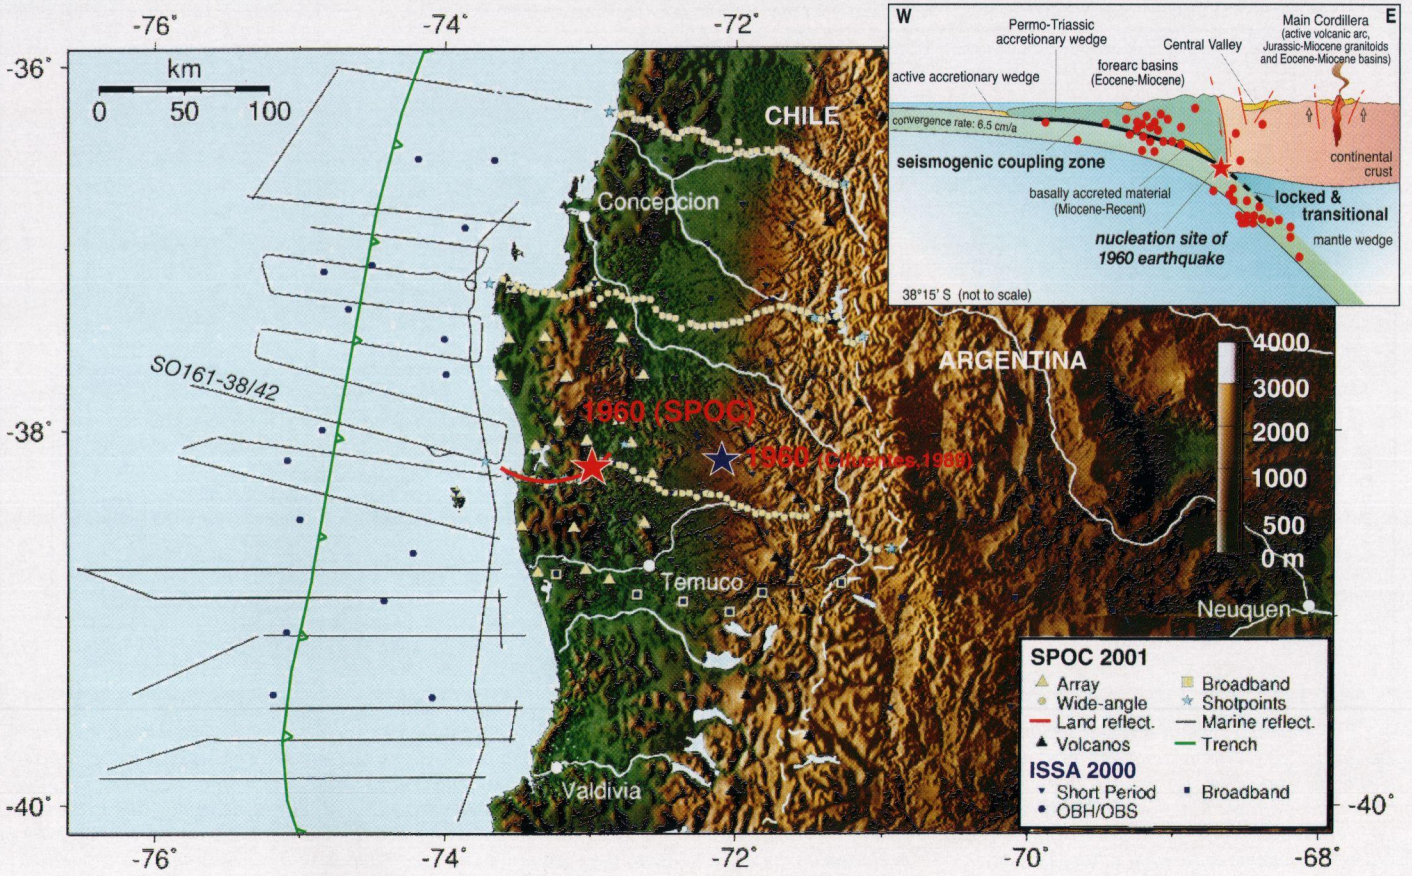 -76°
-74°
-72°
-36°
km
0
50
100
CHILE
Concepcion
SO161-38/42
-38°
ARGENTINA
1960 (SPOC)
1960 (Cifuentes,1989)
Temuco
Neuquen
Valdivia
-40°
-40°
-76°
-74°
-72°
-70°
-68°
W
E
Permo-Triassic
accretionary wedge
Main Cordillera
(active volcanic arc,
Jurassic-Miocene granitoids
and Eocene-Miocene basins)
Central Valley
forearc basins
(Eocene-Miocene)
active accretionary wedge
convergence rate: 6.5 cm/a
seismogenic coupling zone
continental
crust
basally accreted material
(Miocene-Recent)
locked &
transitional
nucleation site of
1960 earthquake
mantle wedge
38°15' S (not to scale)
4000
3000
2000
1000
500
0 m
SPOC 2001
Array
Broadband
Wide-angle
Shotpoints
Land reflect.
Marine reflect.
Volcanos
Trench
ISSA 2000
Short Period
Broadband
OBH/OBS